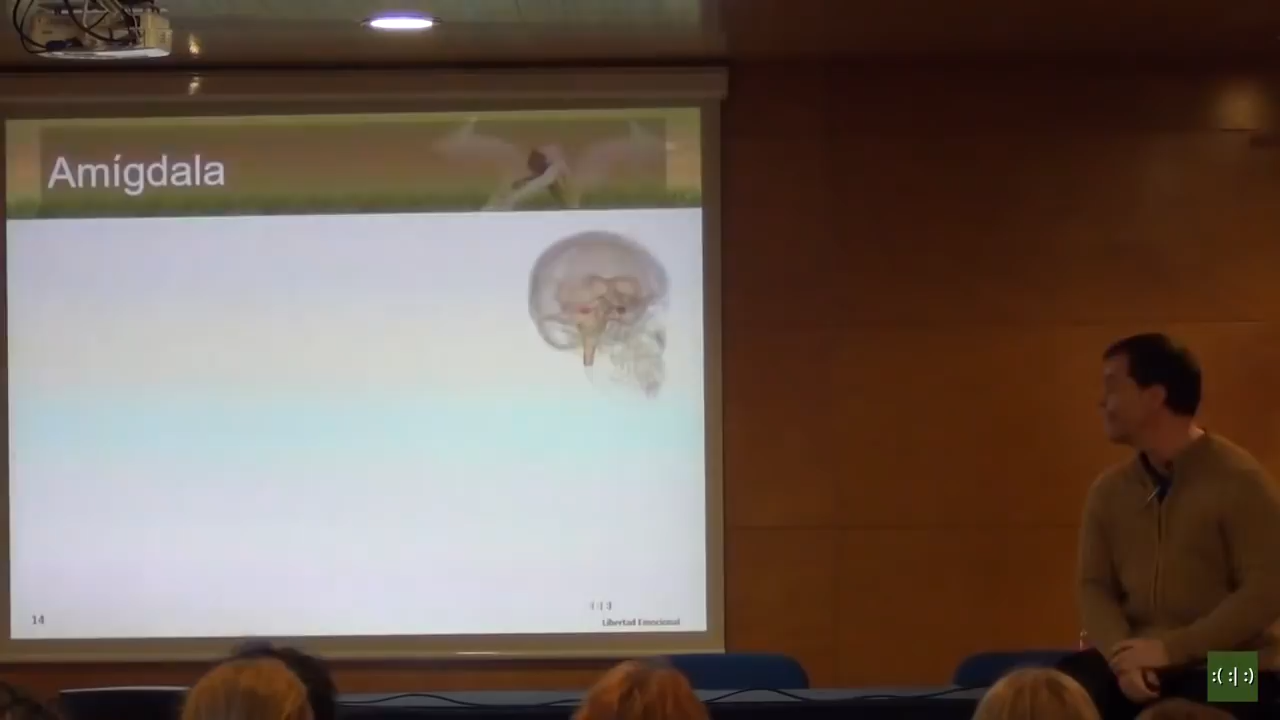 Amígdala
14
:( :| :)
Libertad Emocional
:( :| :)